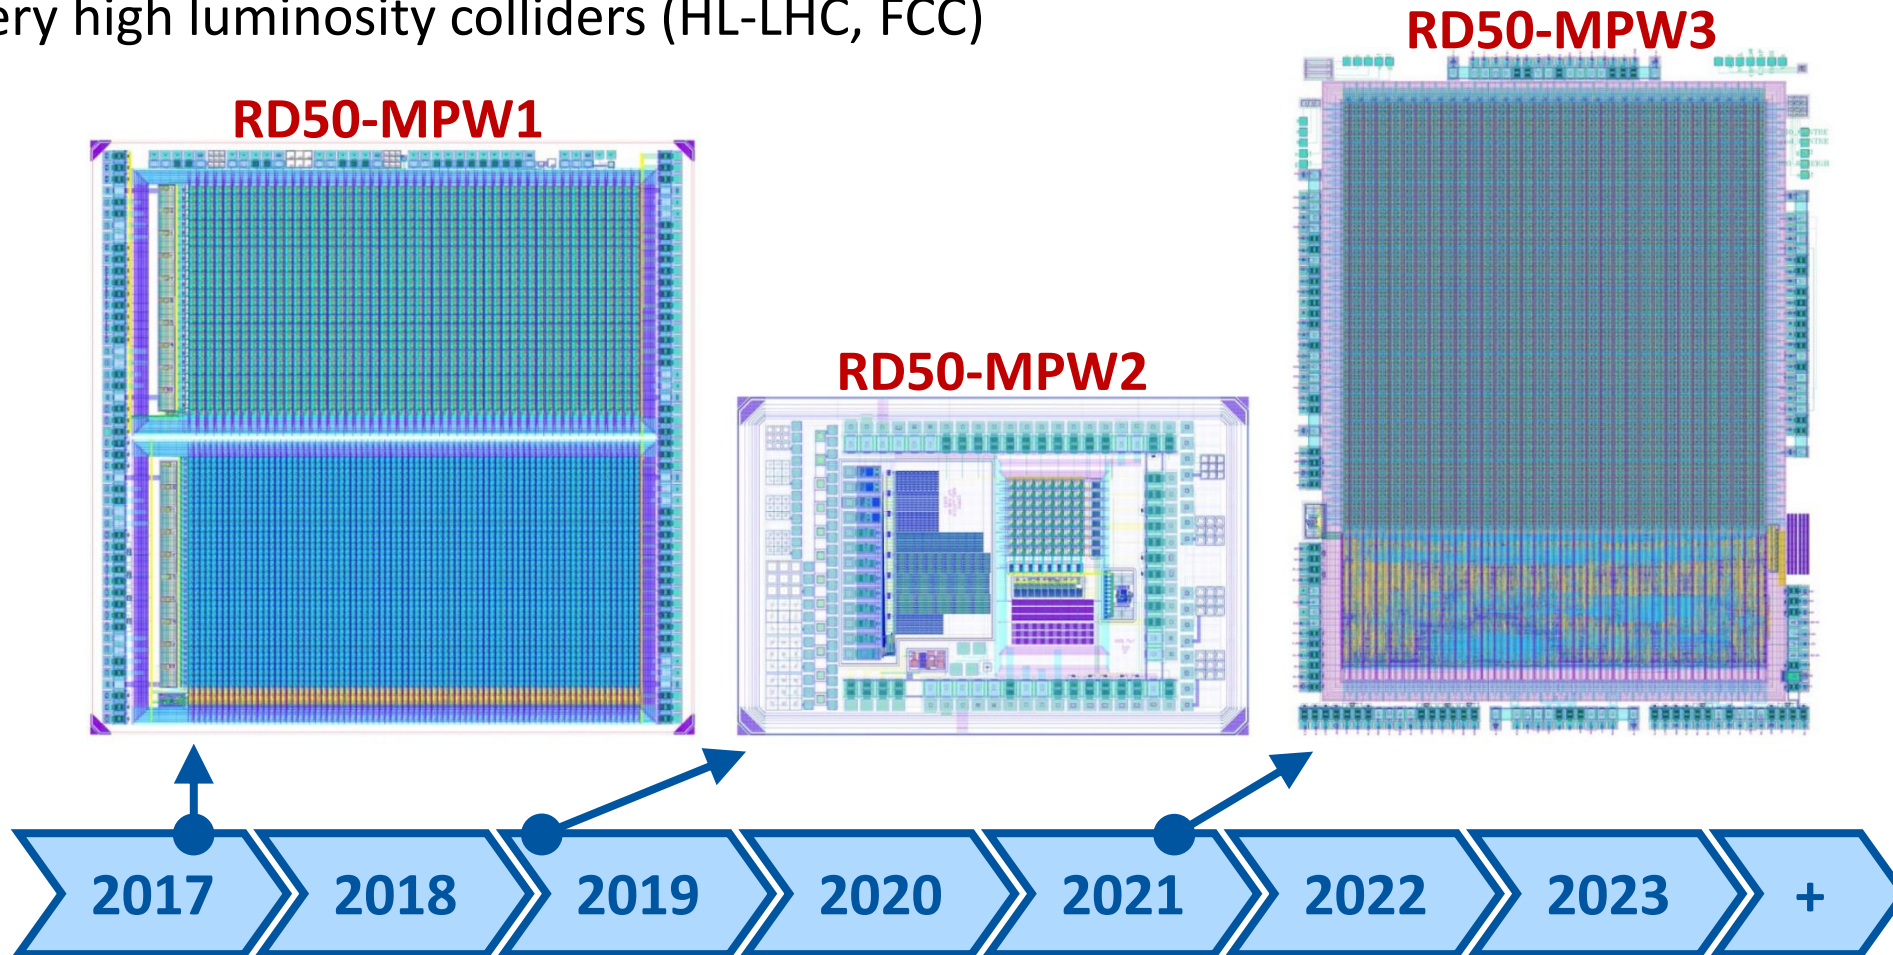 ery high luminosity colliders (HL-LHC, FCC)
RD50-MPW3
RD50-MPW1
RD50-MPW2
2017 2018 2019 2020 2021 2022 2023 +